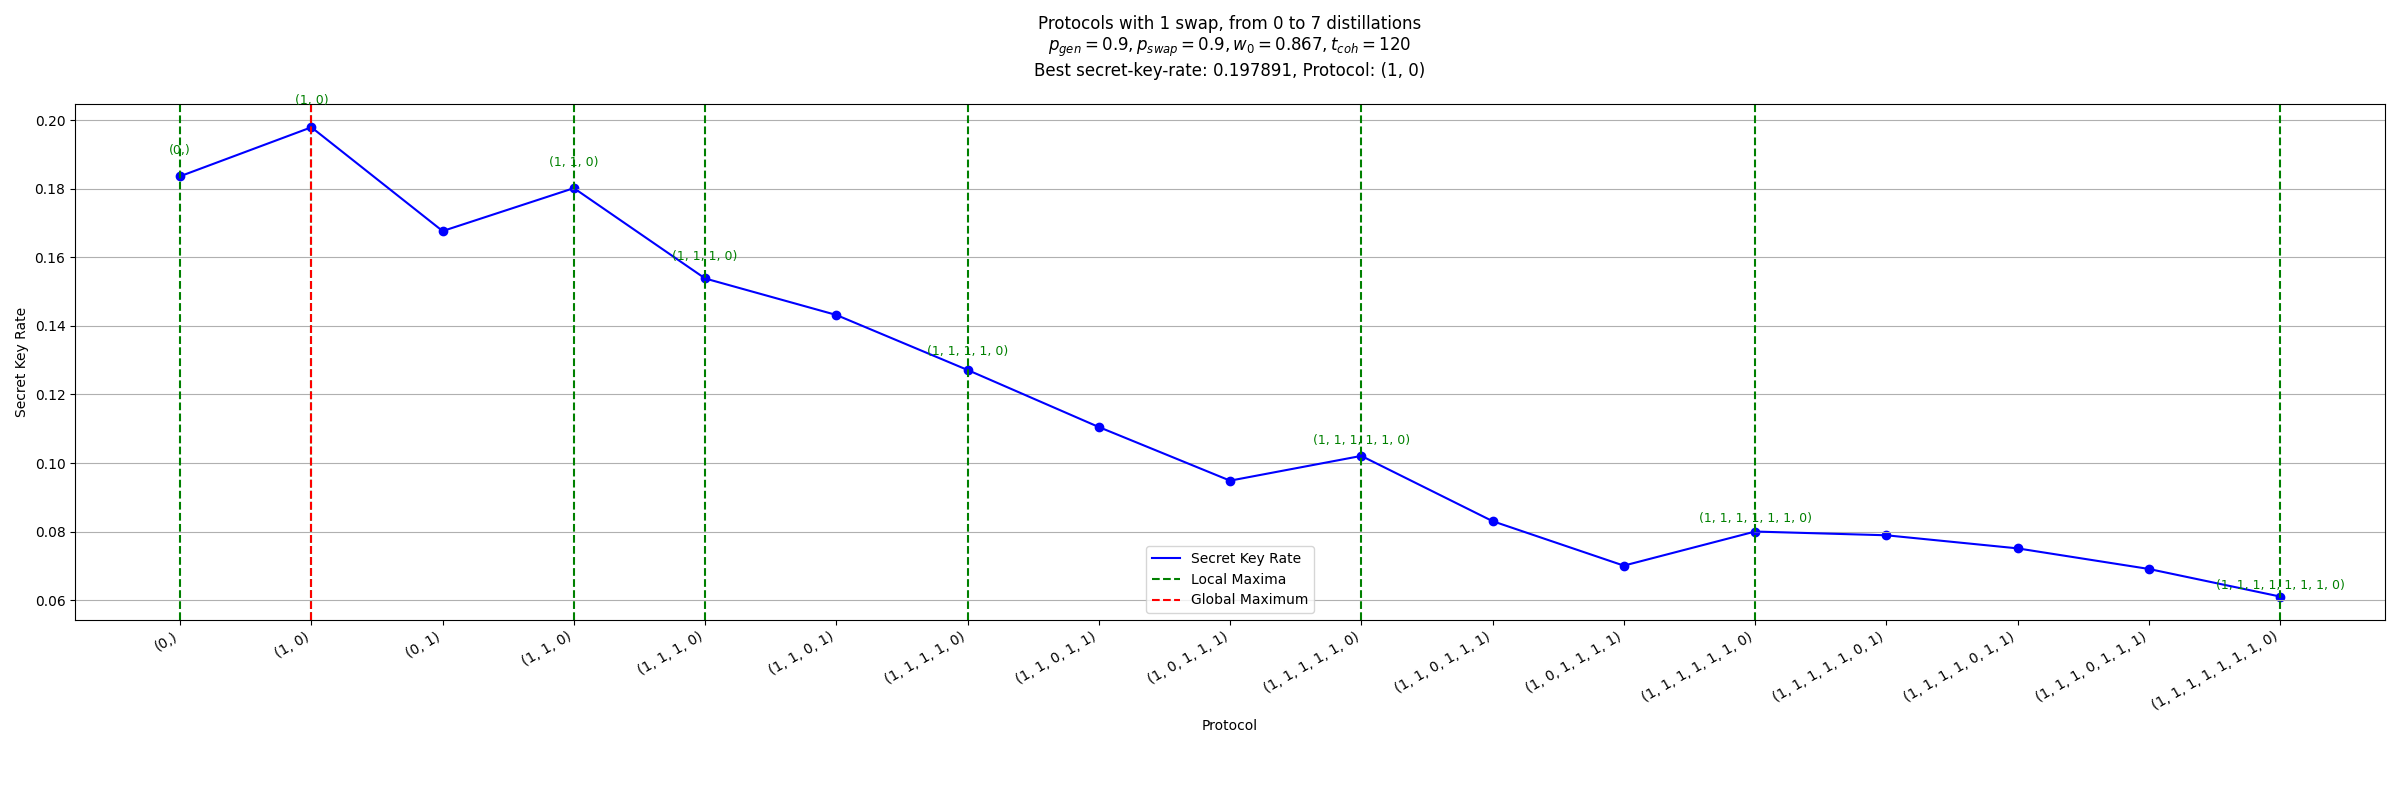 Protocols with 1 swap, from 0 to 7 distillations
p_gen = 0.9, p_swap = 0.9, w_0 = 0.867, t_coh = 120
Best secret-key-rate: 0.197891, Protocol: (1, 0)
(0,)
(1, 0)
(1, 1, 0)
(1, 1, 1, 0)
(1, 1, 1, 1, 0)
(1, 1, 1, 1, 1, 0)
(1, 1, 1, 1, 1, 1, 0)
(1, 1, 1, 1, 1, 1, 1, 0)
Secret Key Rate
0.20
0.18
0.16
0.14
0.12
0.10
0.08
0.06
Secret Key Rate
Local Maxima
Global Maximum
(0,)
(1, 0)
(0, 1)
(1, 1, 0)
(1, 1, 1, 0)
(1, 1, 0, 1)
(1, 1, 1, 1, 0)
(1, 1, 0, 1, 1)
(1, 0, 1, 1, 1)
(1, 1, 1, 1, 1, 0)
(1, 1, 0, 1, 1, 1)
(1, 0, 1, 1, 1, 1)
(1, 1, 1, 1, 1, 1, 0)
(1, 1, 1, 1, 1, 0, 1)
(1, 1, 1, 1, 0, 1, 1)
(1, 1, 1, 0, 1, 1, 1)
(1, 1, 1, 1, 1, 1, 1, 0)
Protocol